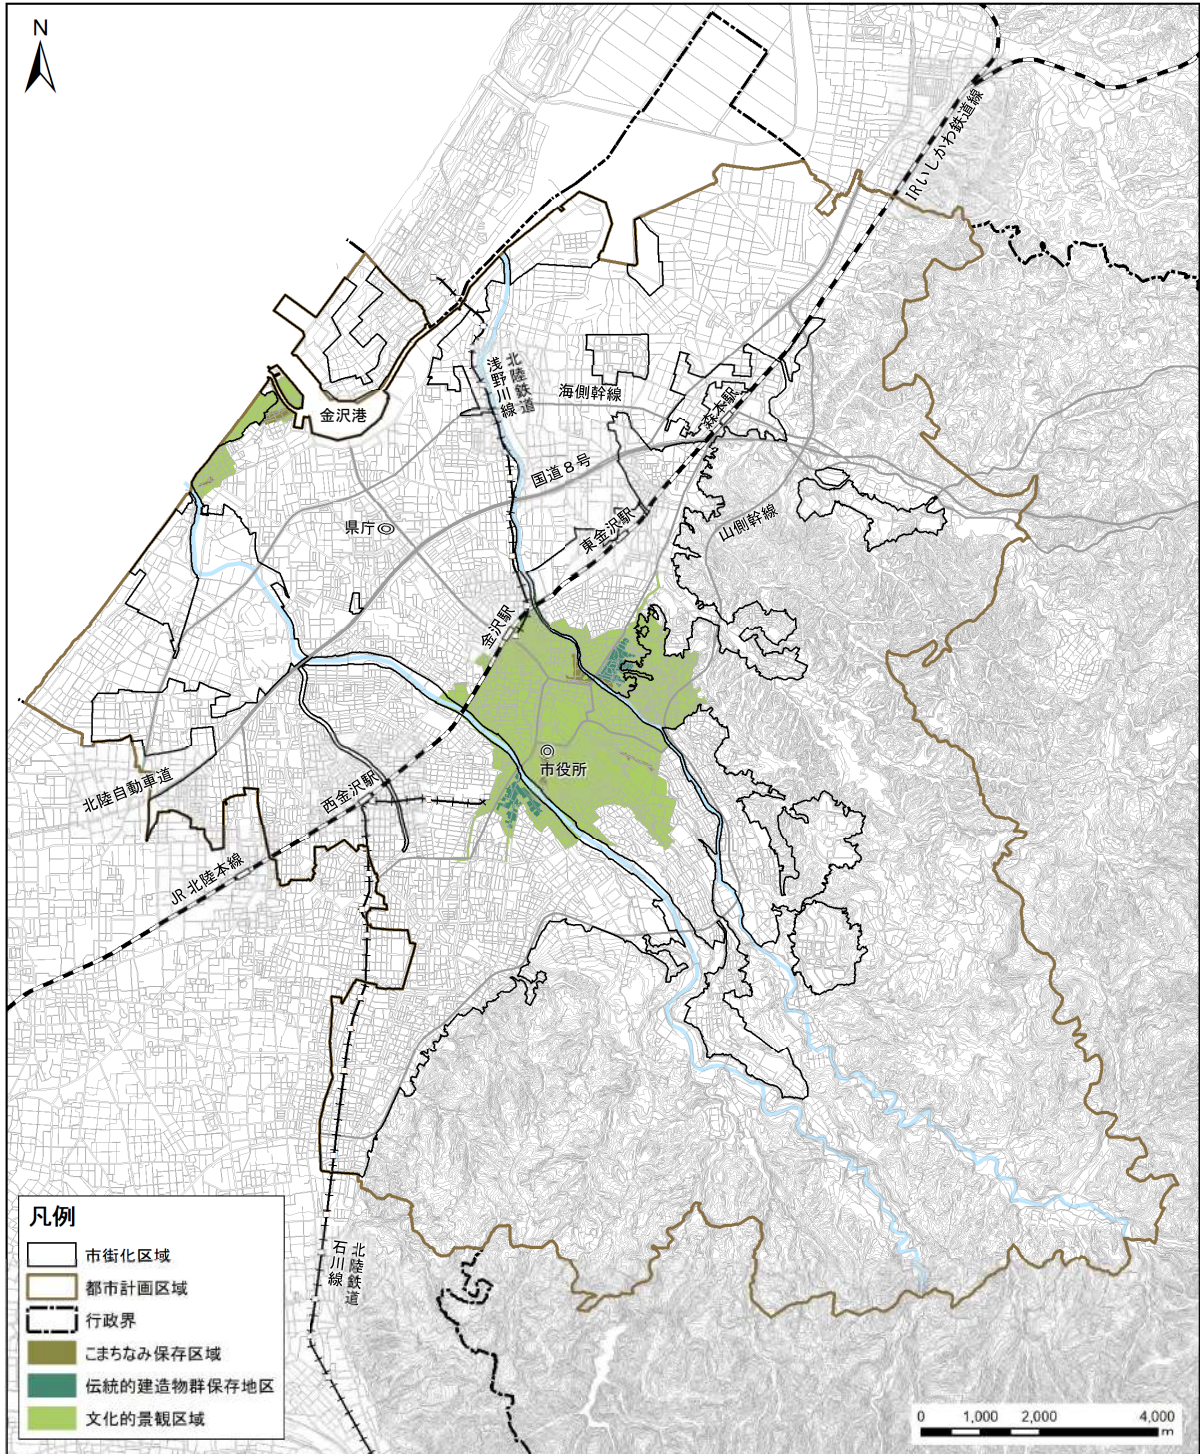 N
IRいしかわ鉄道線
北陸鉄道
浅野川線
海側幹線
森本駅
金沢港
国道8号
県庁
東金沢駅
山側幹線
金沢駅
市役所
北陸自動車道
西金沢駅
JR 北陸本線
北陸鉄道
石川線
凡例
市街化区域
都市計画区域
行政界
こまちなみ保存区域
伝統的建造物群保存地区
文化的景観区域
0 1,000 2,000 4,000
m